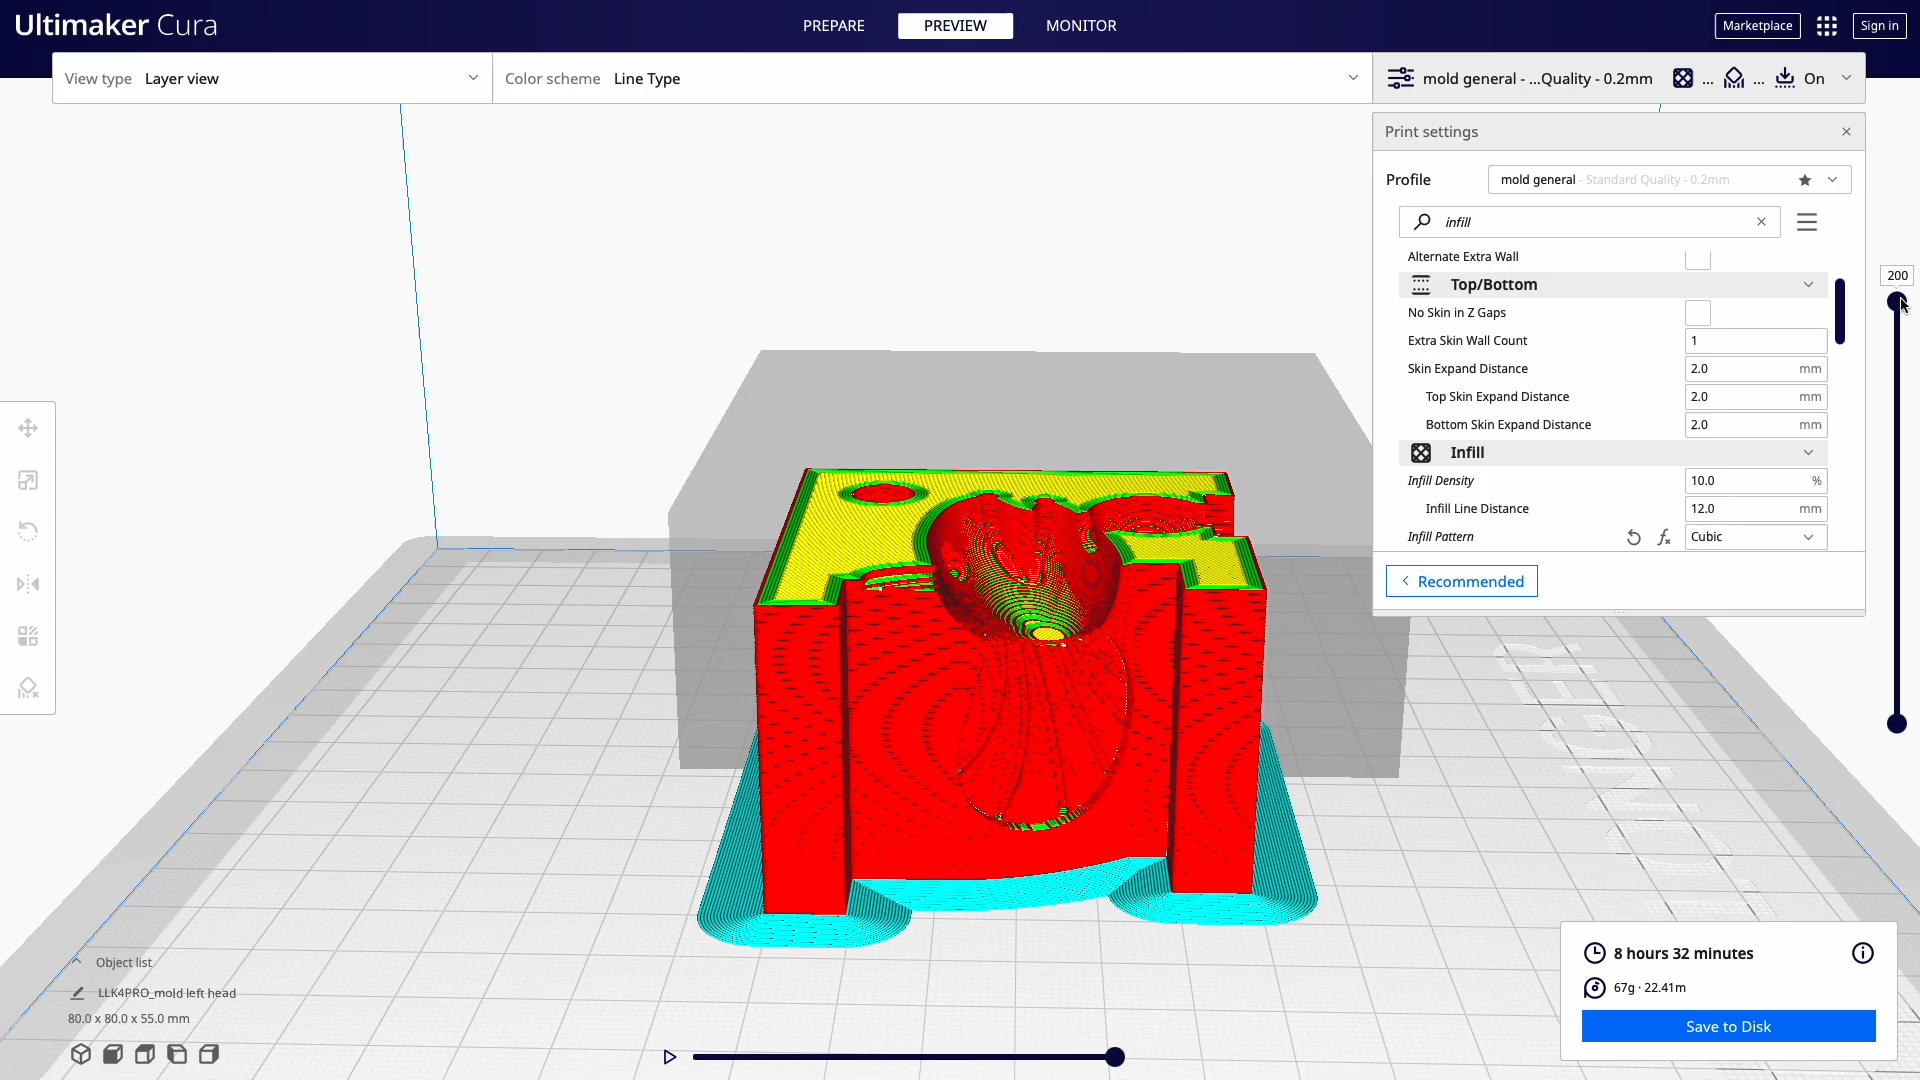 Ultimaker Cura
PREPARE
PREVIEW
MONITOR
Marketplace
Sign in
View type Layer view
Color scheme Line Type
mold general - ...Quality - 0.2mm ... ... On
Print settings
Profile mold general - Standard Quality - 0.2mm
infill
Alternate Extra Wall
Top/Bottom
No Skin in Z Gaps
Extra Skin Wall Count 1
Skin Expand Distance 2.0 mm
Top Skin Expand Distance 2.0 mm
Bottom Skin Expand Distance 2.0 mm
Infill
Infill Density 10.0 %
Infill Line Distance 12.0 mm
Infill Pattern Cubic
Recommended
200
Object list
LLK4PRO_mold left head
80.0 x 80.0 x 55.0 mm
8 hours 32 minutes
67g · 22.41m
Save to Disk